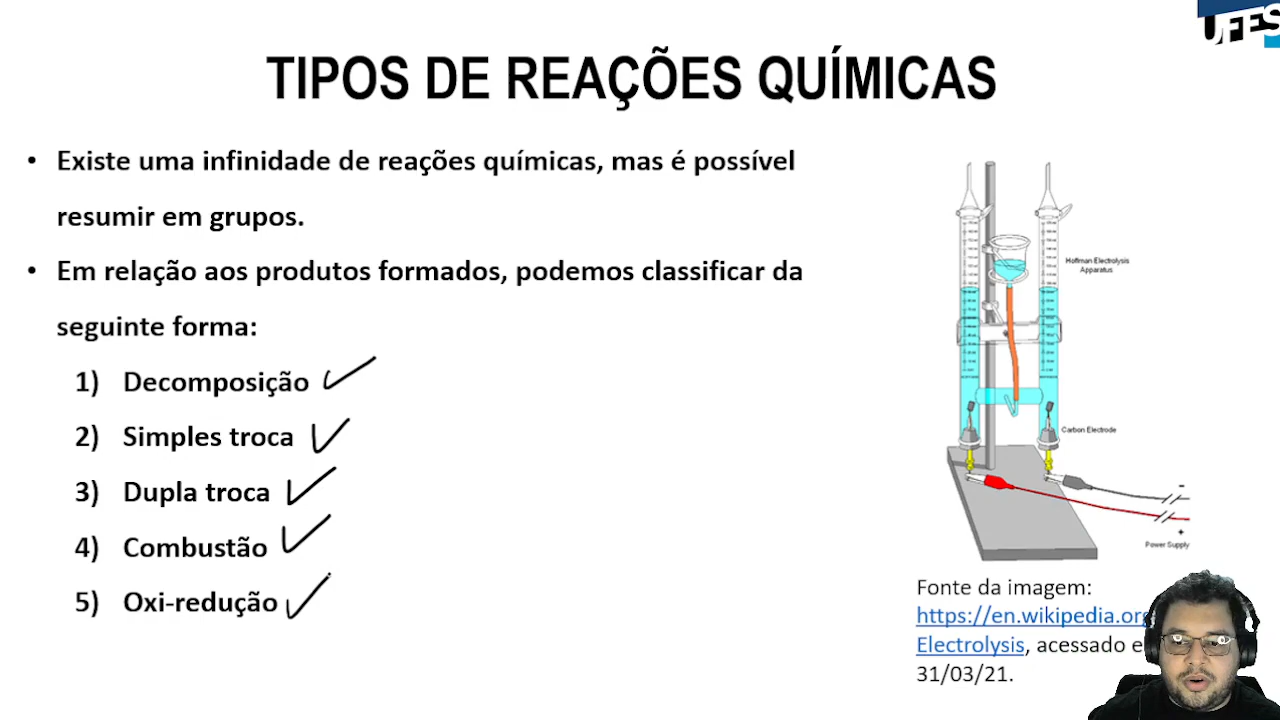 UFES
TIPOS DE REAÇÕES QUÍMICAS
• Existe uma infinidade de reações químicas, mas é possível
resumir em grupos.
• Em relação aos produtos formados, podemos classificar da
seguinte forma:
1) Decomposição
2) Simples troca
3) Dupla troca
4) Combustão
5) Oxi-redução
Hoffman Electrolysis
Apparatus
Carbon Electrode
-
+
Power Supply
Fonte da imagem:
https://en.wikipedia.org
Electrolysis, acessado e
31/03/21.